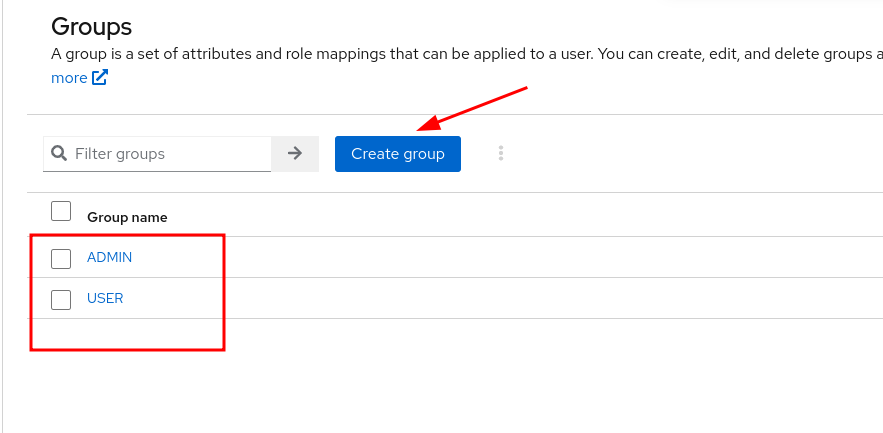 Groups
A group is a set of attributes and role mappings that can be applied to a user. You can create, edit, and delete groups a
more
Filter groups
Create group
Group name
ADMIN
USER